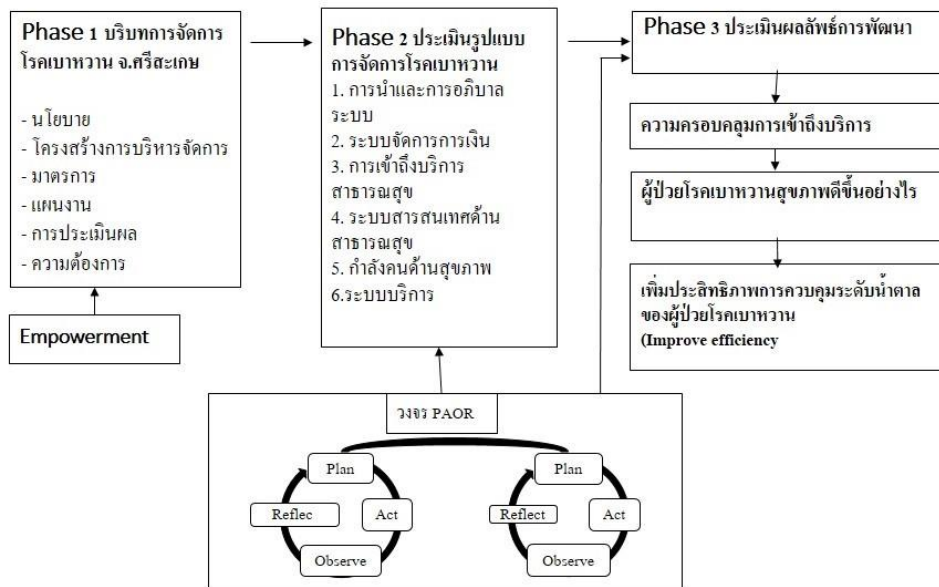 Phase 1 บริบทการจัดการ
โรคเบาหวาน จ.ศรีสะเกษ
- นโยบาย
- โครงสร้างการบริหารจัดการ
- มาตรการ
- แผนงาน
- การประเมินผล
- ความต้องการ
Empowerment
Phase 2 ประเมินรูปแบบ
การจัดการโรคเบาหวาน
1. การนำและการอภิบาล
ระบบ
2. ระบบจัดการการเงิน
3. การเข้าถึงบริการ
สาธารณสุข
4. ระบบสารสนเทศด้าน
สาธารณสุข
5. กำลังคนด้านสุขภาพ
6.ระบบบริการ
Phase 3 ประเมินผลลัพธ์การพัฒนา
ความครอบคลุมการเข้าถึงบริการ
ผู้ป่วยโรคเบาหวานสุขภาพดีขึ้นอย่างไร
เพิ่มประสิทธิภาพการควบคุมระดับน้ำตาล
ของผู้ป่วยโรคเบาหวาน
(Improve efficiency
วงจร PAOR
Plan
Reflec
Act
Observe
Plan
Reflect
Act
Observe